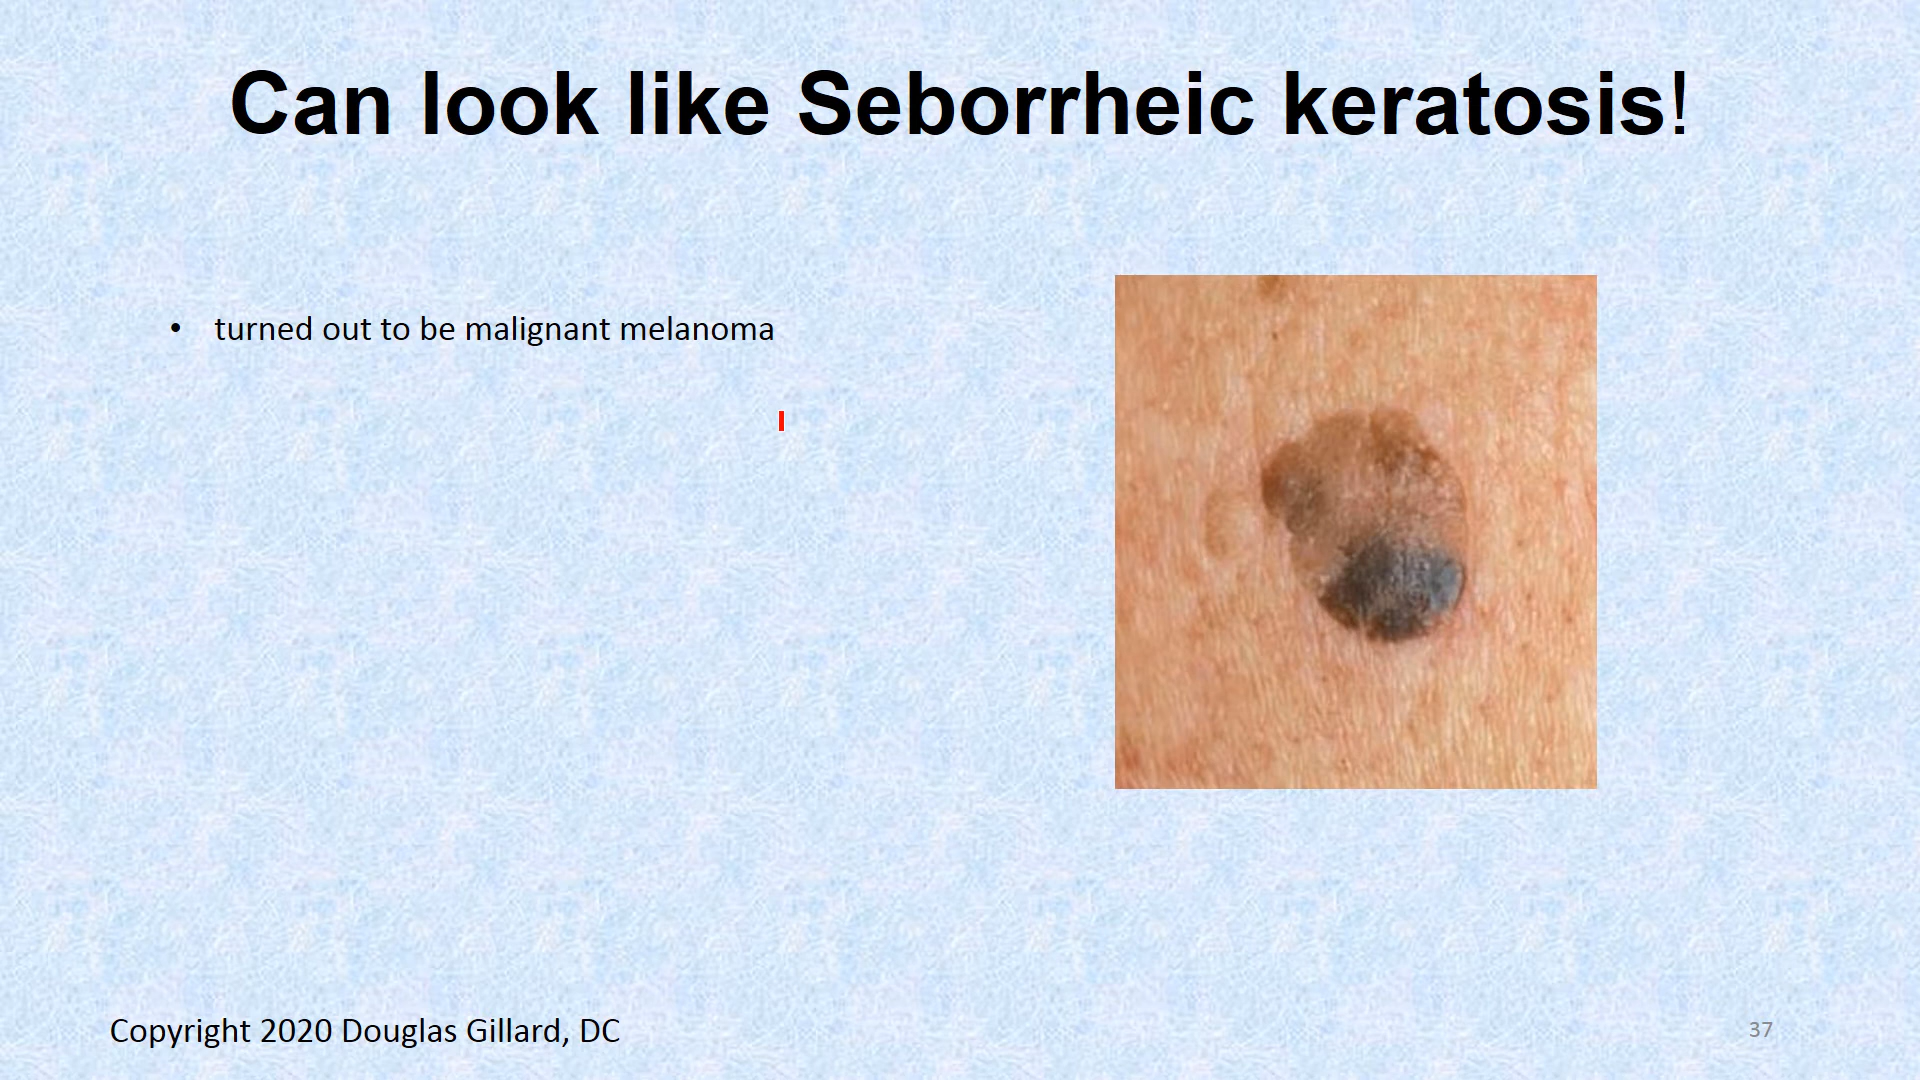 Can look like Seborrheic keratosis!
• turned out to be malignant melanoma
Copyright 2020 Douglas Gillard, DC
37